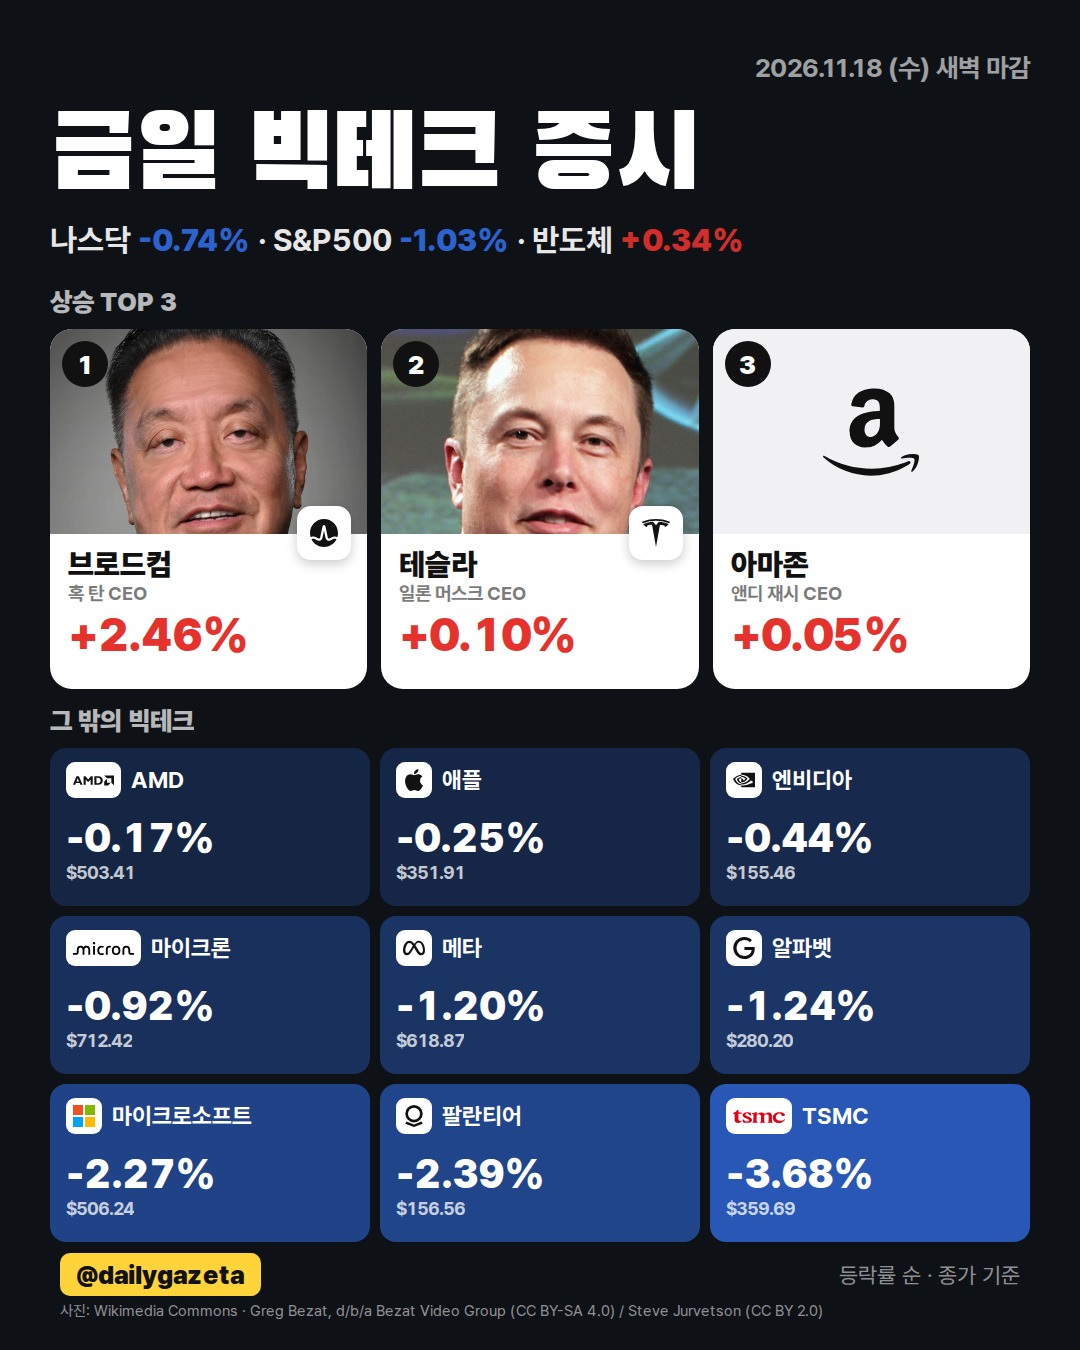 2026.11.18 (수) 새벽 마감
금일 빅테크 증시
나스닥 -0.74% · S&P500 -1.03% · 반도체 +0.34%
상승 TOP 3
1
브로드컴
혹 탄 CEO
+2.46%
2
테슬라
일론 머스크 CEO
+0.10%
3
a
아마존
앤디 재시 CEO
+0.05%
그 밖의 빅테크
AMD AMD
-0.17%
$503.41
애플
-0.25%
$351.91
엔비디아
-0.44%
$155.46
micron 마이크론
-0.92%
$712.42
메타
-1.20%
$618.87
G 알파벳
-1.24%
$280.20
마이크로소프트
-2.27%
$506.24
팔란티어
-2.39%
$156.56
tsmc TSMC
-3.68%
$359.69
@dailygazeta
등락률 순 · 종가 기준
사진: Wikimedia Commons · Greg Bezat, d/b/a Bezat Video Group (CC BY-SA 4.0) / Steve Jurvetson (CC BY 2.0)